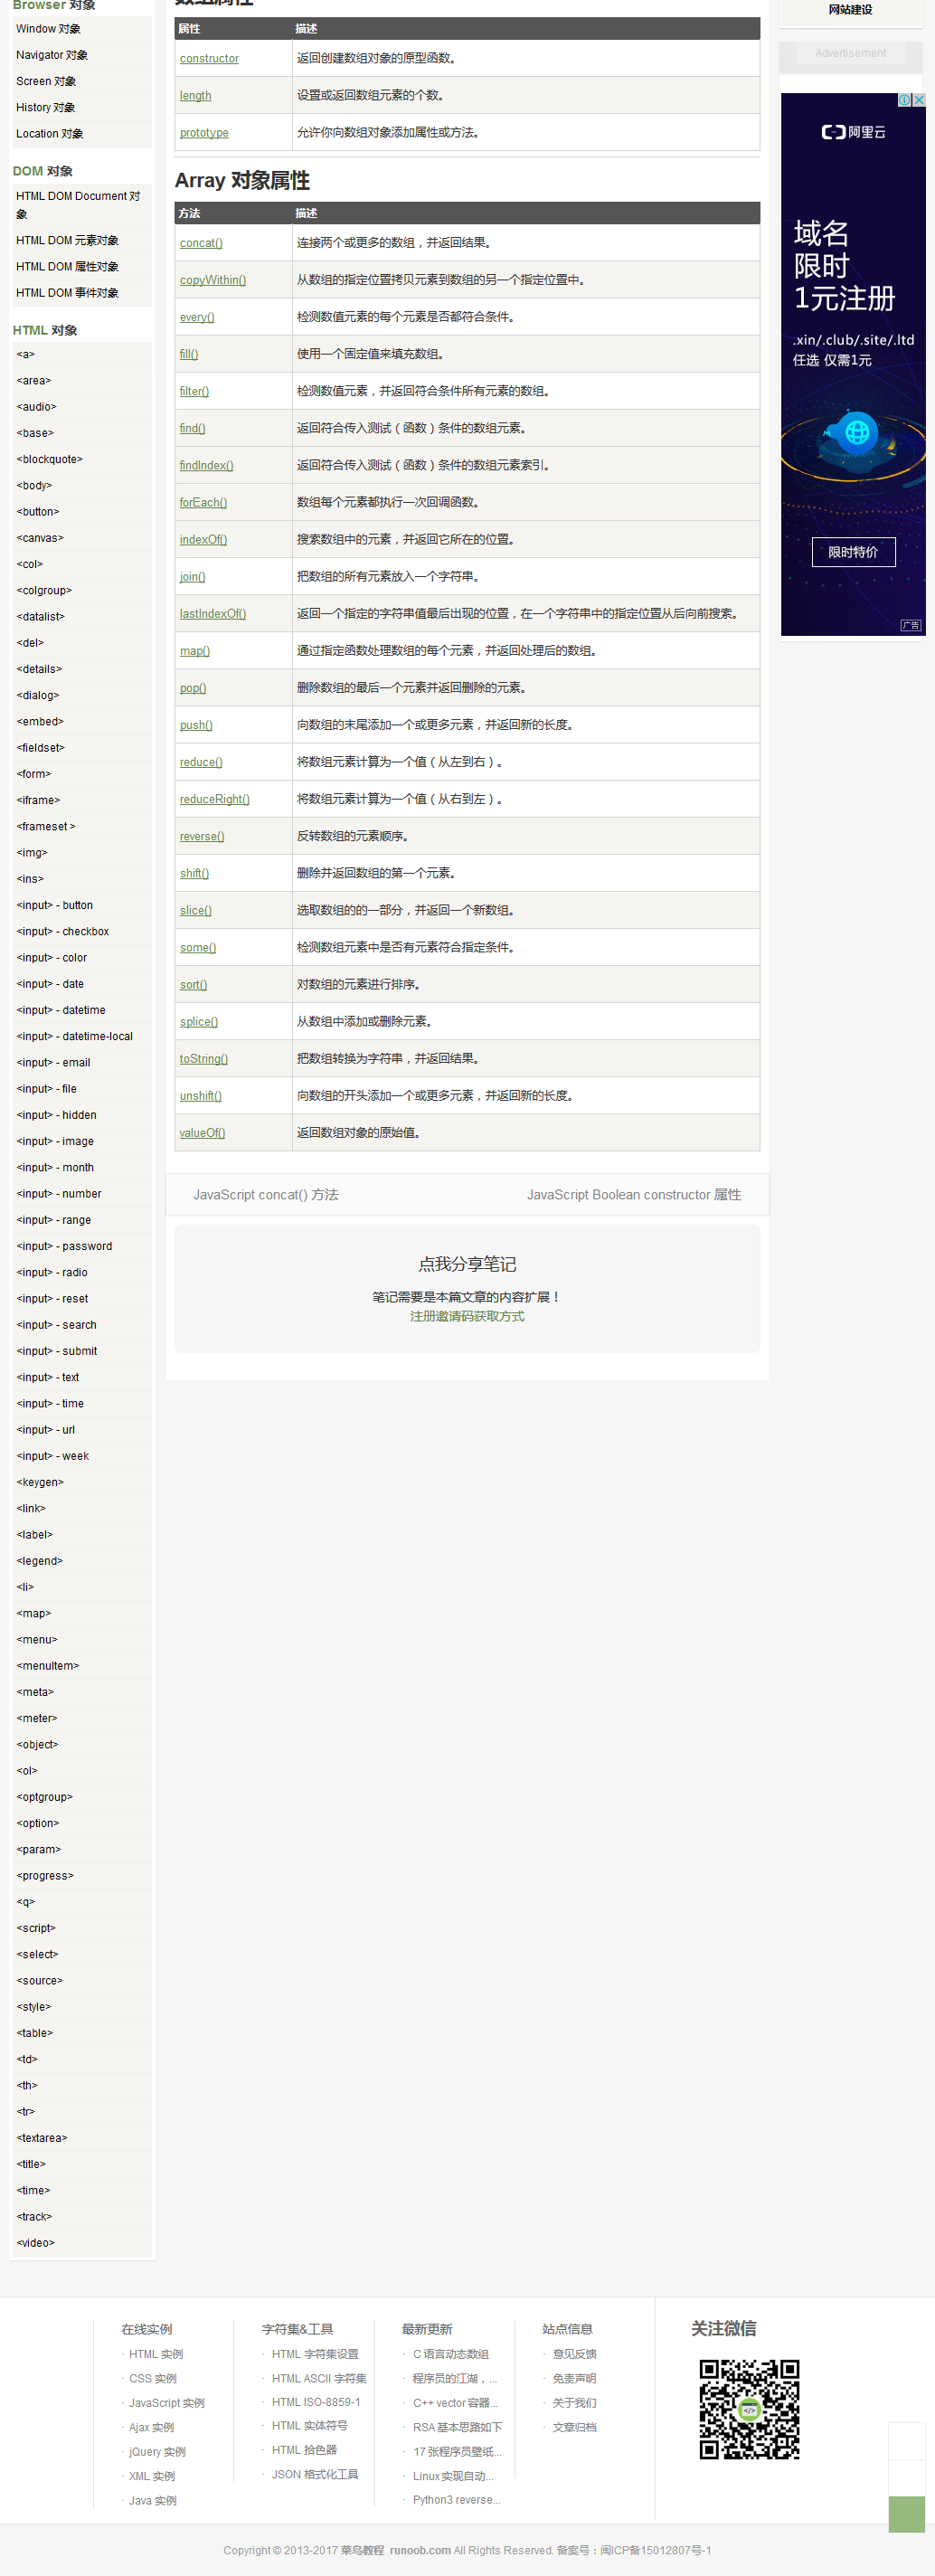 Browser 对象
Window 对象
Navigator 对象
Screen 对象
History 对象
Location 对象
DOM 对象
HTML DOM Document 对
象
HTML DOM 元素对象
HTML DOM 属性对象
HTML DOM 事件对象
HTML 对象
<a>
<area>
<audio>
<base>
<blockquote>
<body>
<button>
<canvas>
<col>
<colgroup>
<datalist>
<del>
<details>
<dialog>
<embed>
<fieldset>
<form>
<iframe>
<frameset >
<img>
<ins>
<input> - button
<input> - checkbox
<input> - color
<input> - date
<input> - datetime
<input> - datetime-local
<input> - email
<input> - file
<input> - hidden
<input> - image
<input> - month
<input> - number
<input> - range
<input> - password
<input> - radio
<input> - reset
<input> - search
<input> - submit
<input> - text
<input> - time
<input> - url
<input> - week
<keygen>
<link>
<label>
<legend>
<li>
<map>
<menu>
<menuItem>
<meta>
<meter>
<object>
<ol>
<optgroup>
<option>
<param>
<progress>
<q>
<script>
<select>
<source>
<style>
<table>
<td>
<th>
<tr>
<textarea>
<title>
<time>
<track>
<video>
数组属性
属性 描述
constructor 返回创建数组对象的原型函数。
length 设置或返回数组元素的个数。
prototype 允许你向数组对象添加属性或方法。
Array 对象属性
方法 描述
concat() 连接两个或更多的数组，并返回结果。
copyWithin() 从数组的指定位置拷贝元素到数组的另一个指定位置中。
every() 检测数值元素的每个元素是否都符合条件。
fill() 使用一个固定值来填充数组。
filter() 检测数值元素，并返回符合条件所有元素的数组。
find() 返回符合传入测试（函数）条件的数组元素。
findIndex() 返回符合传入测试（函数）条件的数组元素索引。
forEach() 数组每个元素都执行一次回调函数。
indexOf() 搜索数组中的元素，并返回它所在的位置。
join() 把数组的所有元素放入一个字符串。
lastIndexOf() 返回一个指定的字符串值最后出现的位置，在一个字符串中的指定位置从后向前搜索。
map() 通过指定函数处理数组的每个元素，并返回处理后的数组。
pop() 删除数组的最后一个元素并返回删除的元素。
push() 向数组的末尾添加一个或更多元素，并返回新的长度。
reduce() 将数组元素计算为一个值（从左到右）。
reduceRight() 将数组元素计算为一个值（从右到左）。
reverse() 反转数组的元素顺序。
shift() 删除并返回数组的第一个元素。
slice() 选取数组的的一部分，并返回一个新数组。
some() 检测数组元素中是否有元素符合指定条件。
sort() 对数组的元素进行排序。
splice() 从数组中添加或删除元素。
toString() 把数组转换为字符串，并返回结果。
unshift() 向数组的开头添加一个或更多元素，并返回新的长度。
valueOf() 返回数组对象的原始值。
JavaScript concat() 方法 JavaScript Boolean constructor 属性
点我分享笔记
笔记需要是本篇文章的内容扩展！
注册邀请码获取方式
网站建设
Advertisement
阿里云
域名
限时
1元注册
.xin/.club/.site/.ltd
任选 仅需1元
限时特价
广告
在线实例
· HTML 实例
· CSS 实例
· JavaScript 实例
· Ajax 实例
· jQuery 实例
· XML 实例
· Java 实例
字符集&工具
· HTML 字符集设置
· HTML ASCII 字符集
· HTML ISO-8859-1
· HTML 实体符号
· HTML 拾色器
· JSON 格式化工具
最新更新
· C 语言动态数组
· 程序员的江湖，...
· C++ vector 容器...
· RSA 基本思路如下
· 17 张程序员壁纸...
· Linux 实现自动...
· Python3 reverse...
站点信息
· 意见反馈
· 免责声明
· 关于我们
· 文章归档
关注微信
Copyright © 2013-2017 菜鸟教程 runoob.com All Rights Reserved. 备案号：闽ICP备15012807号-1